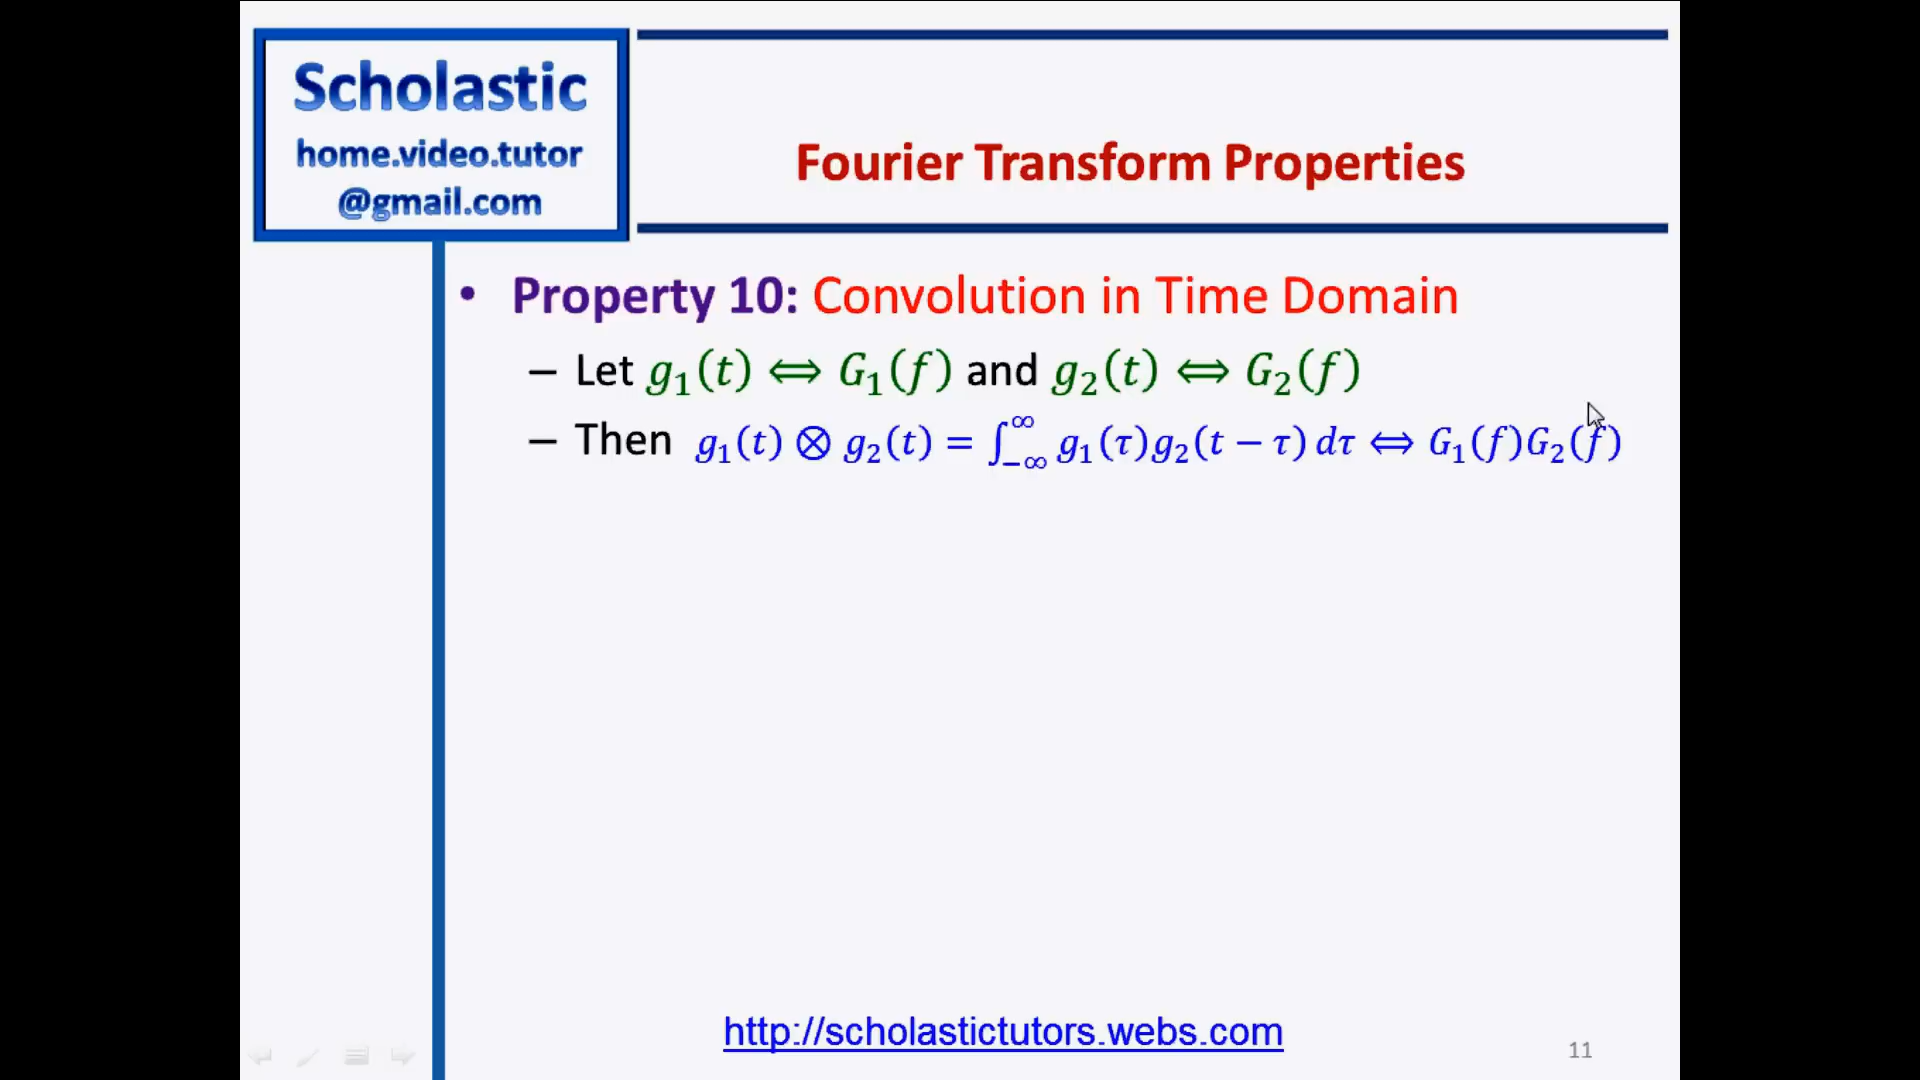 Scholastic
home.video.tutor
@gmail.com
Fourier Transform Properties
• Property 10: Convolution in Time Domain
– Let g₁(t) ⟺ G₁(f) and g₂(t) ⟺ G₂(f)
– Then g₁(t) ⊗ g₂(t) = ∫_{−∞}^{∞} g₁(τ)g₂(t − τ) dτ ⟺ G₁(f)G₂(f)
http://scholastictutors.webs.com
11